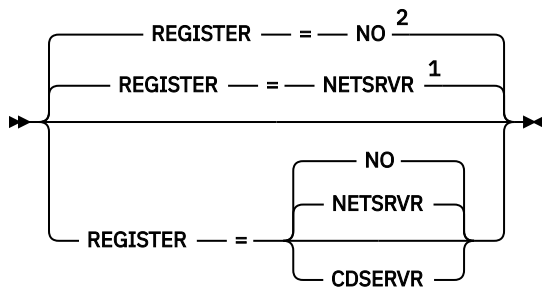 REGISTER = NO 2
REGISTER = NETSRVR 1
NO
NETSRVR
REGISTER =
CDSERVR